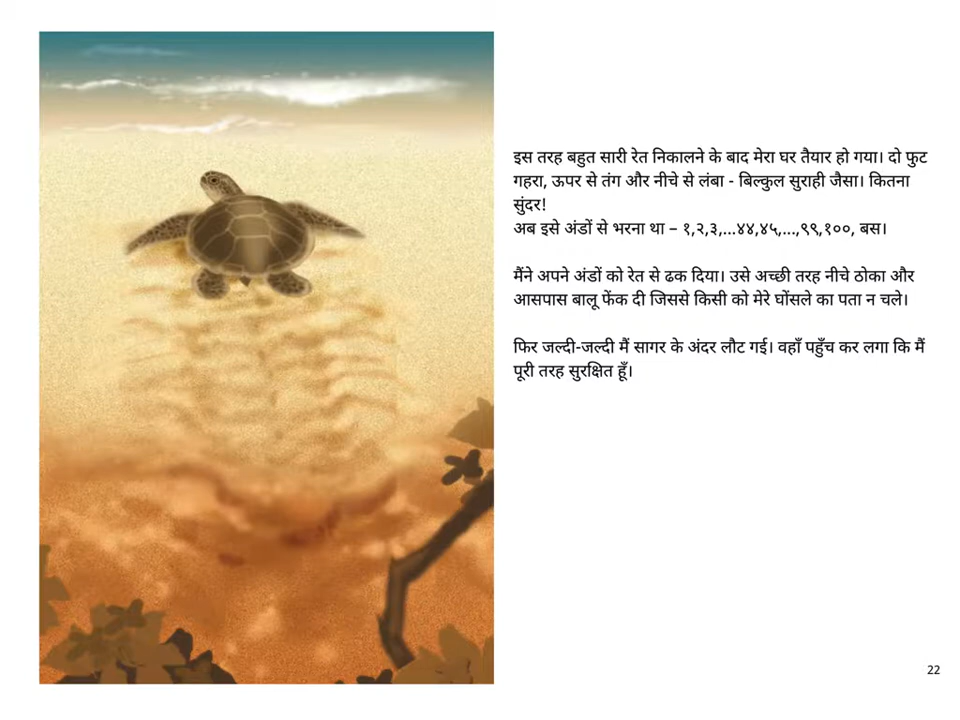 इस तरह बहुत सारी रेत निकालने के बाद मेरा घर तैयार हो गया। दो फुट
गहरा, ऊपर से तंग और नीचे से लंबा - बिल्कुल सुराही जैसा। कितना
सुंदर!
अब इसे अंडों से भरना था – १,२,३,...४४,४५,...,९९,१००, बस।
मैंने अपने अंडों को रेत से ढक दिया। उसे अच्छी तरह नीचे ठोका और
आसपास बालू फेंक दी जिससे किसी को मेरे घोंसले का पता न चले।
फिर जल्दी-जल्दी मैं सागर के अंदर लौट गई। वहाँ पहुँच कर लगा कि मैं
पूरी तरह सुरक्षित हूँ।
22